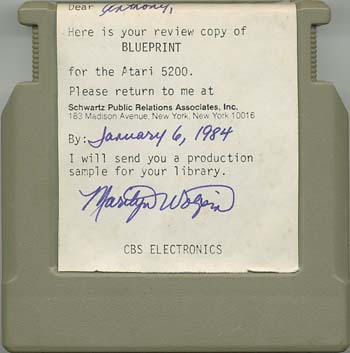 Dear Anthony,
Here is your review copy of
BLUEPRINT
for the Atari 5200.
Please return to me at
Schwartz Public Relations Associates, Inc.
183 Madison Avenue, New York, New York 10016
By: January 6, 1984
I will send you a production
sample for your library.
Marilyn Wolpin
CBS ELECTRONICS